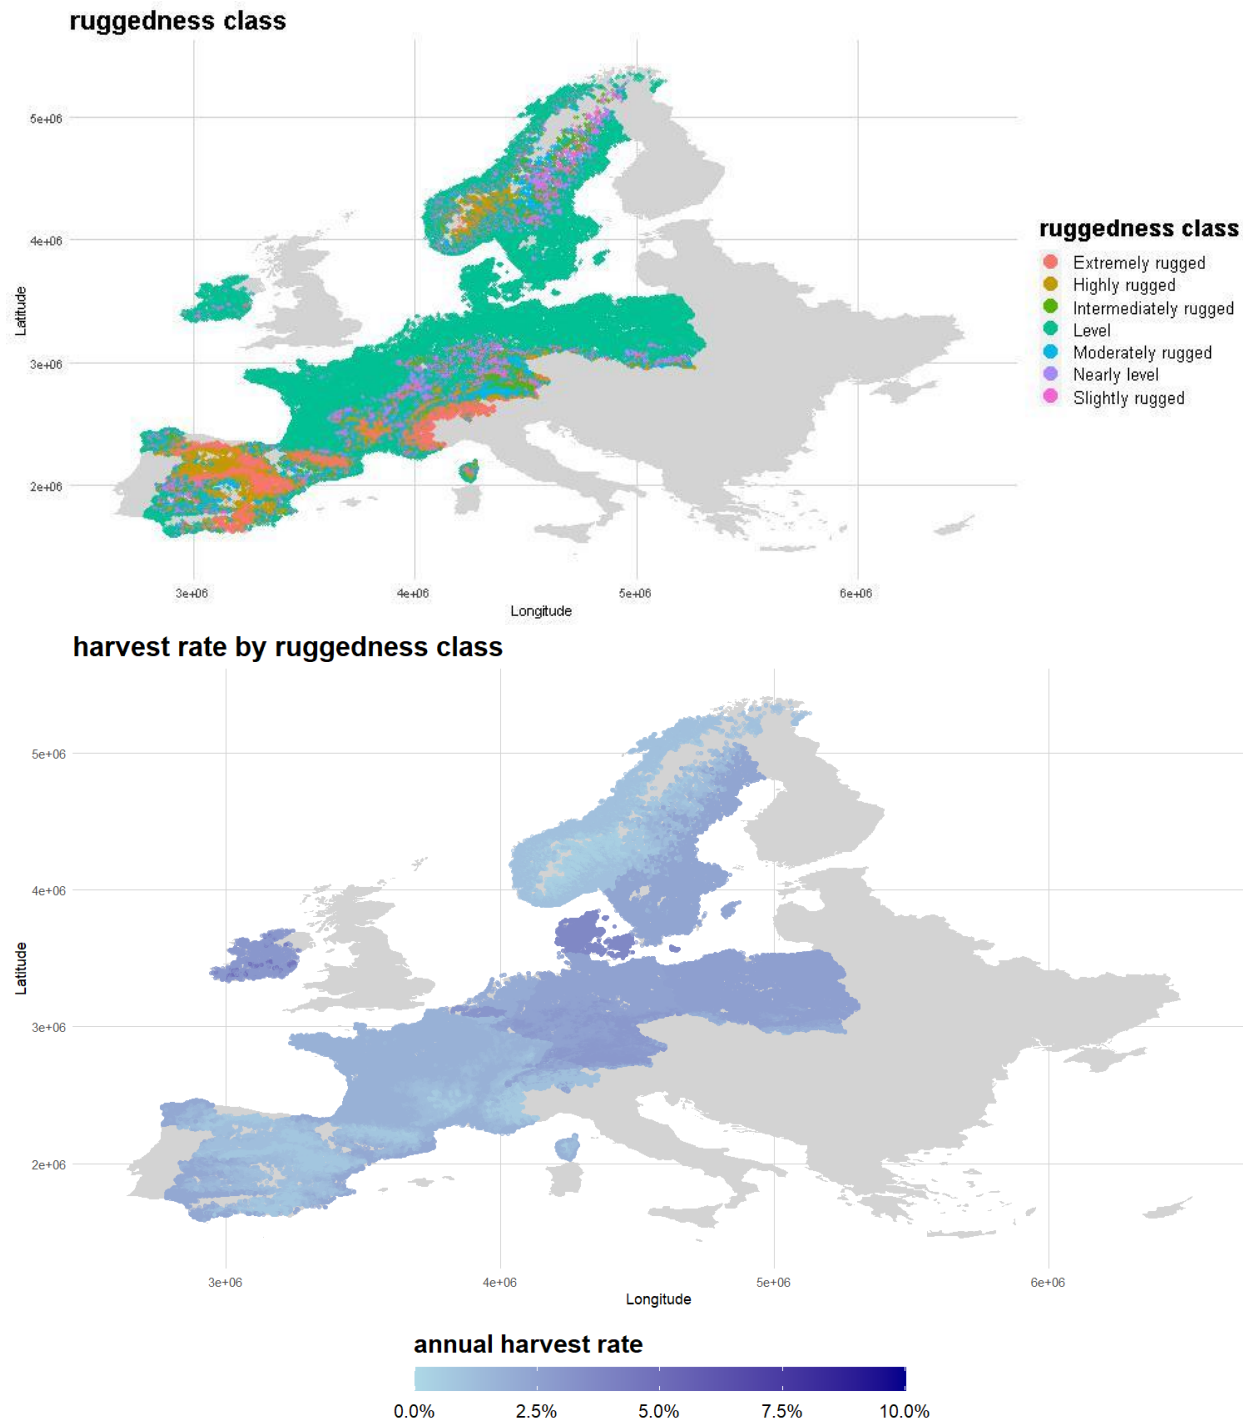 ruggedness class
5e+06
4e+06
3e+06
2e+06
Latitude
3e+06 4e+06 5e+06 6e+06
Longitude
ruggedness class
Extremely rugged
Highly rugged
Intermediately rugged
Level
Moderately rugged
Nearly level
Slightly rugged
harvest rate by ruggedness class
5e+06
4e+06
3e+06
2e+06
Latitude
3e+06 4e+06 5e+06 6e+06
Longitude
annual harvest rate
0.0% 2.5% 5.0% 7.5% 10.0%